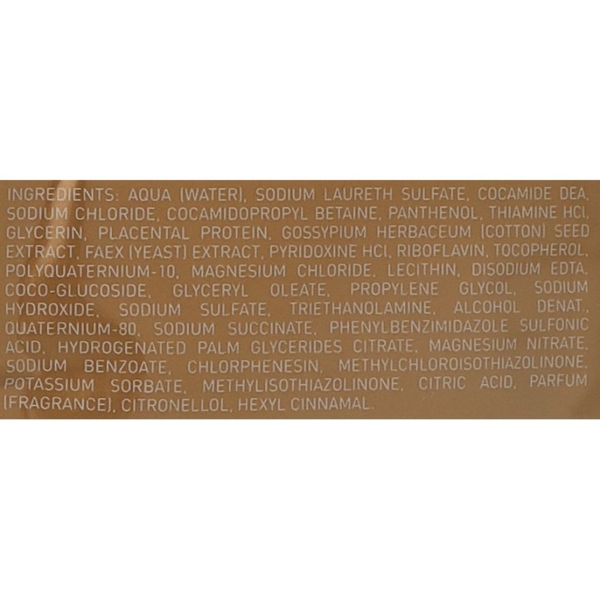 INGREDIENTS: AQUA (WATER), SODIUM LAURETH SULFATE, COCAMIDE DEA,
SODIUM CHLORIDE, COCAMIDOPROPYL BETAINE, PANTHENOL, THIAMINE HCl,
GLYCERIN, PLACENTAL PROTEIN, GOSSYPIUM HERBACEUM (COTTON) SEED
EXTRACT, FAEX (YEAST) EXTRACT, PYRIDOXINE HCl, RIBOFLAVIN, TOCOPHEROL,
POLYQUATERNIUM-10, MAGNESIUM CHLORIDE, LECITHIN, DISODIUM EDTA,
COCO-GLUCOSIDE, GLYCERYL OLEATE, PROPYLENE GLYCOL, SODIUM
HYDROXIDE, SODIUM SULFATE, TRIETHANOLAMINE, ALCOHOL DENAT.,
QUATERNIUM-80, SODIUM SUCCINATE, PHENYLBENZIMIDAZOLE SULFONIC
ACID, HYDROGENATED PALM GLYCERIDES CITRATE, MAGNESIUM NITRATE,
SODIUM BENZOATE, CHLORPHENESIN, METHYLCHLOROISOTHIAZOLINONE,
POTASSIUM SORBATE, METHYLISOTHIAZOLINONE, CITRIC ACID, PARFUM
(FRAGRANCE), CITRONELLOL, HEXYL CINNAMAL.